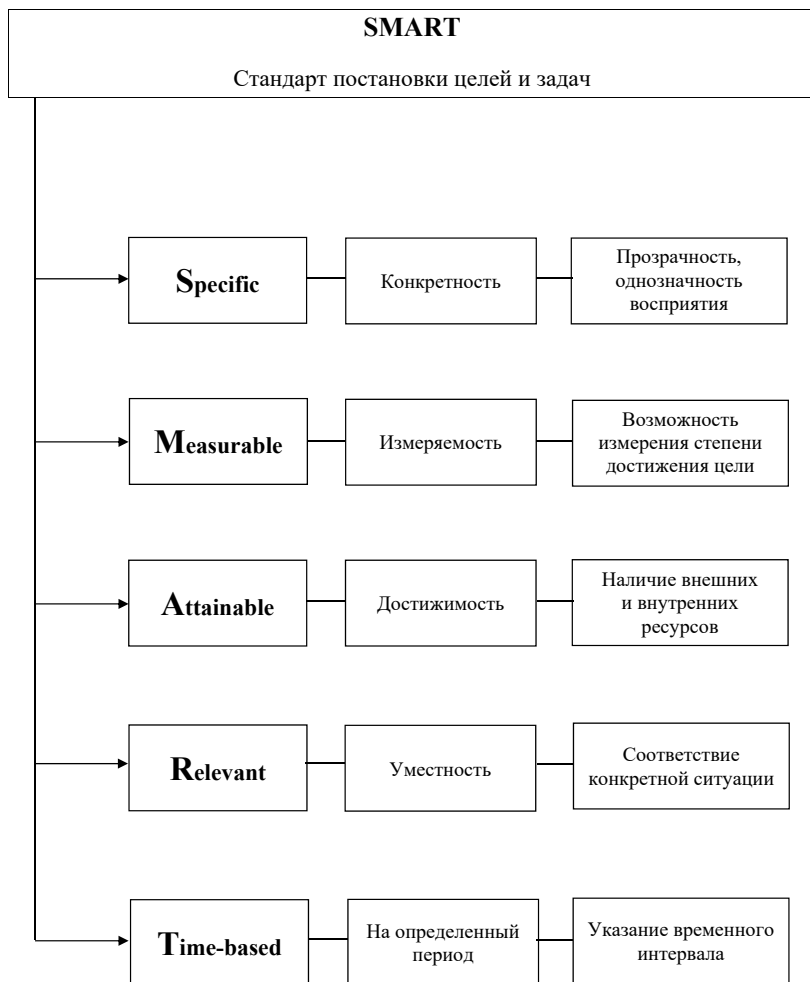 SMART
Стандарт постановки целей и задач
Specific
Конкретность
Прозрачность,
однозначность
восприятия
Measurable
Измеряемость
Возможность
измерения степени
достижения цели
Attainable
Достижимость
Наличие внешних
и внутренних
ресурсов
Relevant
Уместность
Соответствие
конкретной ситуации
Time-based
На определенный
период
Указание временного
интервала